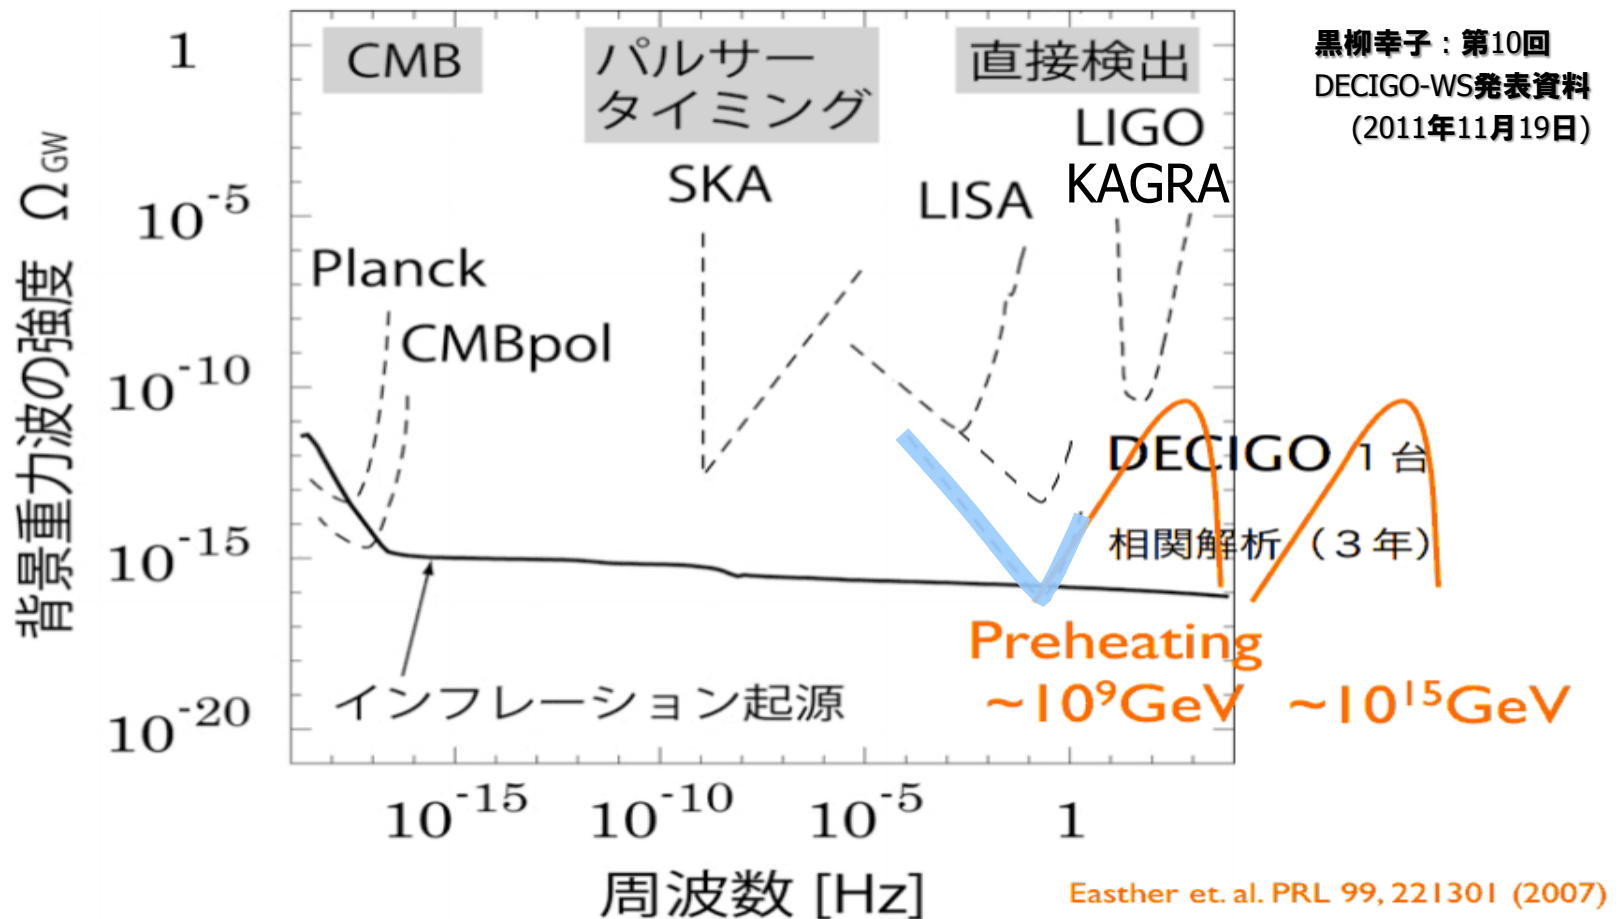 黒柳幸子：第10回
DECIGO-WS発表資料
(2011年11月19日)
CMB
パルサー
タイミング
直接検出
LIGO
KAGRA
SKA
LISA
Planck
CMBpol
DECIGO 1台
相関解析（3年）
Preheating
~10⁹GeV
~10¹⁵GeV
インフレーション起源
背景重力波の強度 Ω GW
1
10⁻⁵
10⁻¹⁰
10⁻¹⁵
10⁻²⁰
10⁻¹⁵
10⁻¹⁰
10⁻⁵
1
周波数 [Hz]
Easther et. al. PRL 99, 221301 (2007)